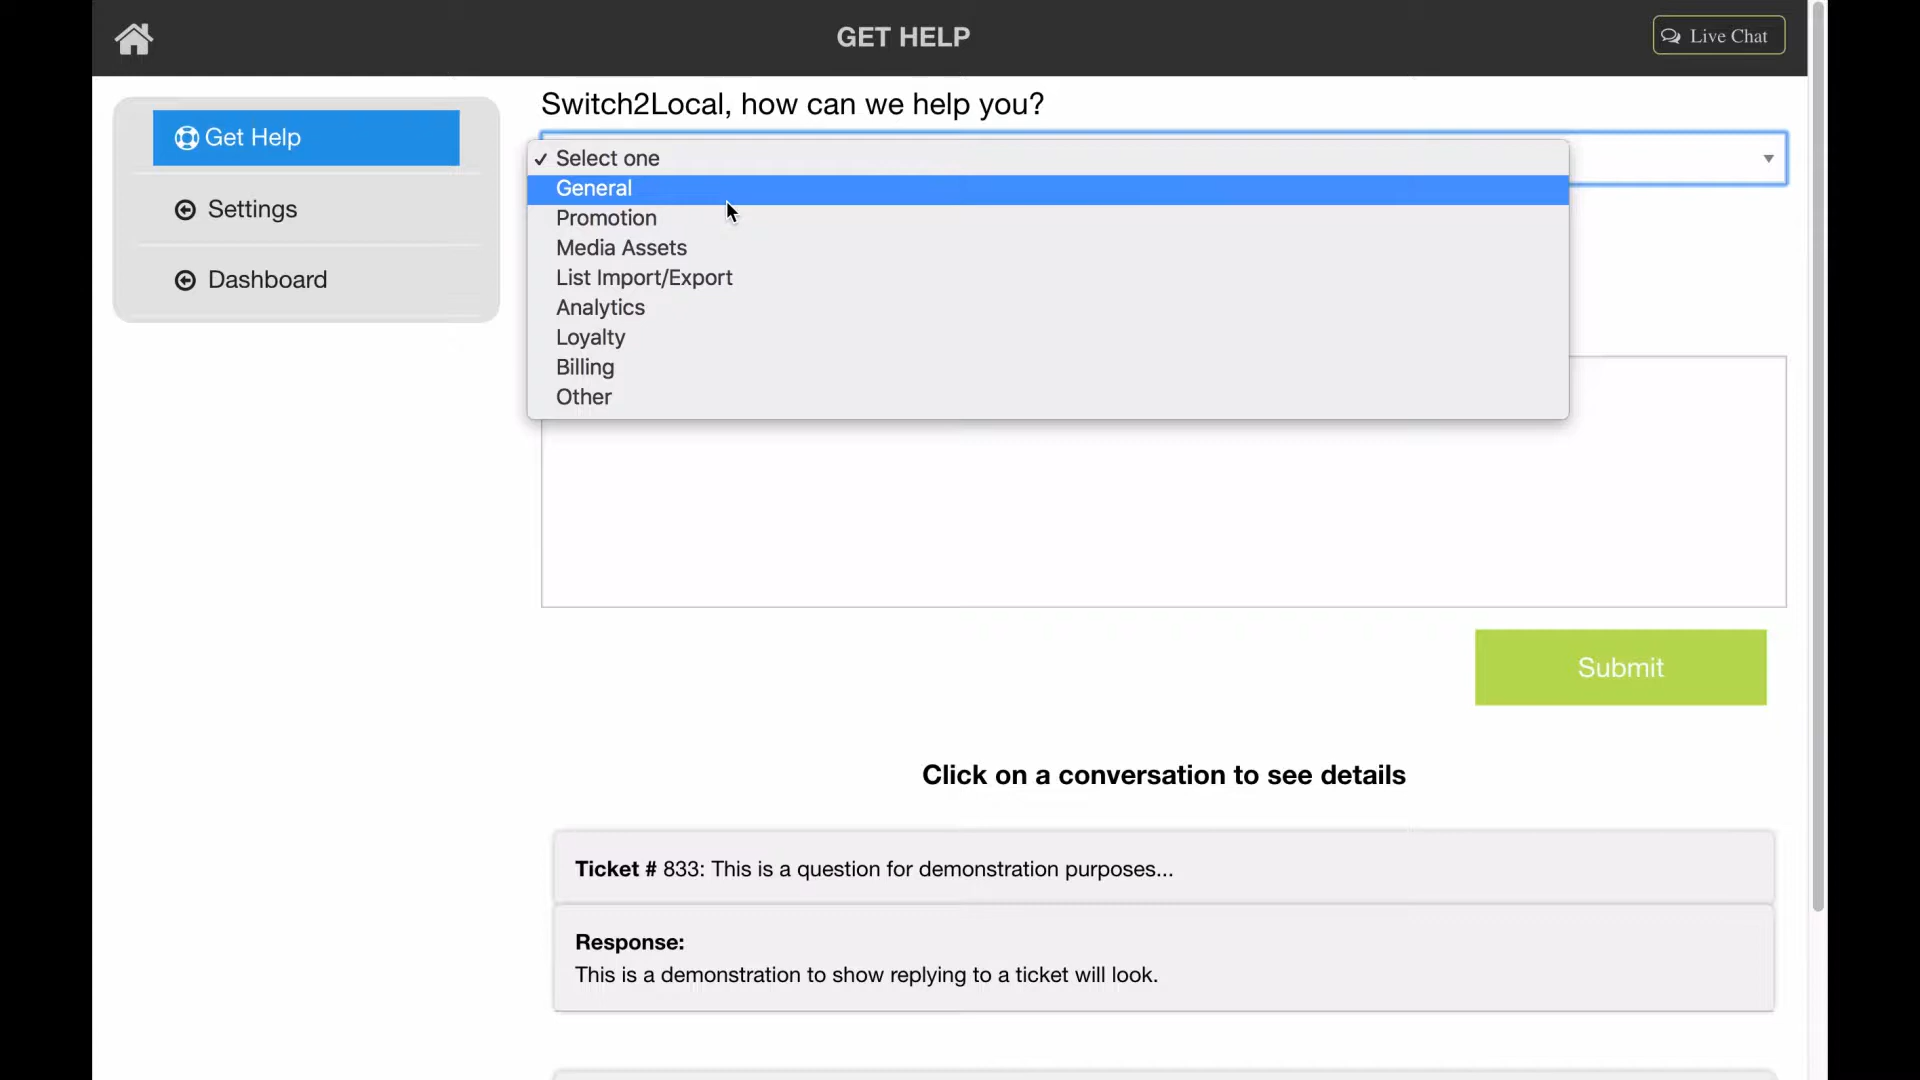 GET HELP
Live Chat
Get Help
Settings
Dashboard
Switch2Local, how can we help you?
✓ Select one
General
Promotion
Media Assets
List Import/Export
Analytics
Loyalty
Billing
Other
Submit
Click on a conversation to see details
Ticket # 833: This is a question for demonstration purposes...
Response:
This is a demonstration to show replying to a ticket will look.